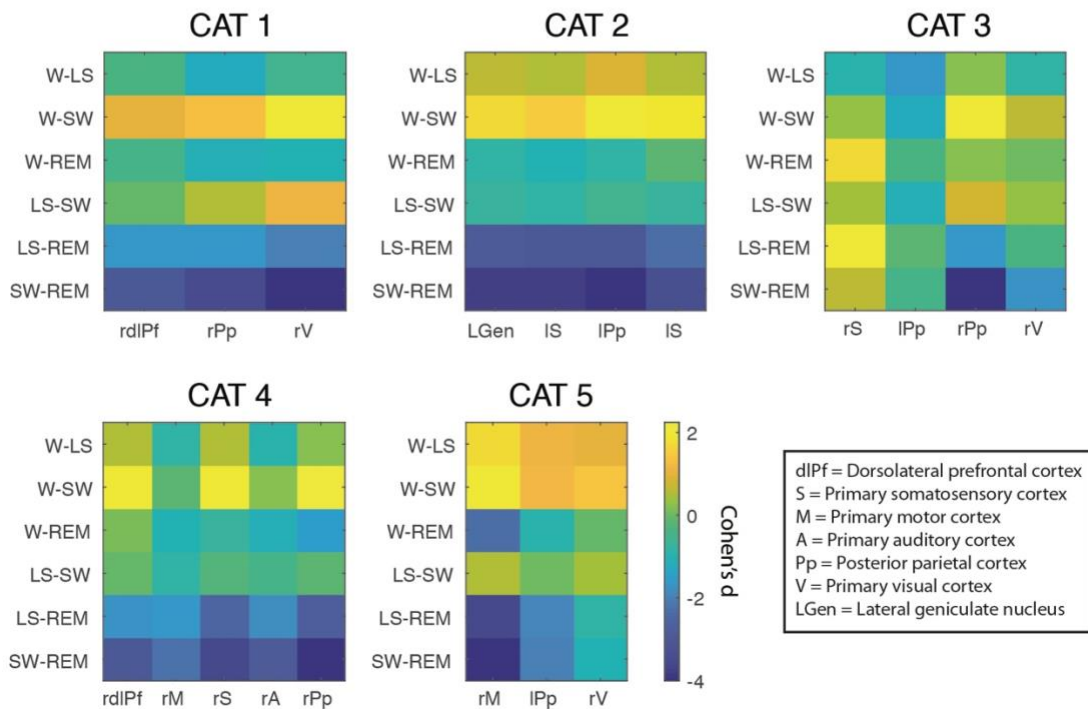 CAT 1
W-LS
W-SW
W-REM
LS-SW
LS-REM
SW-REM
rdlPf rPp rV
CAT 2
W-LS
W-SW
W-REM
LS-SW
LS-REM
SW-REM
LGen lS lPp lS
CAT 3
W-LS
W-SW
W-REM
LS-SW
LS-REM
SW-REM
rS lPp rPp rV
CAT 4
W-LS
W-SW
W-REM
LS-SW
LS-REM
SW-REM
rdlPf rM rS rA rPp
CAT 5
W-LS
W-SW
W-REM
LS-SW
LS-REM
SW-REM
rM lPp rV
2
0
-2
-4
Cohen's d
dlPf = Dorsolateral prefrontal cortex
S = Primary somatosensory cortex
M = Primary motor cortex
A = Primary auditory cortex
Pp = Posterior parietal cortex
V = Primary visual cortex
LGen = Lateral geniculate nucleus